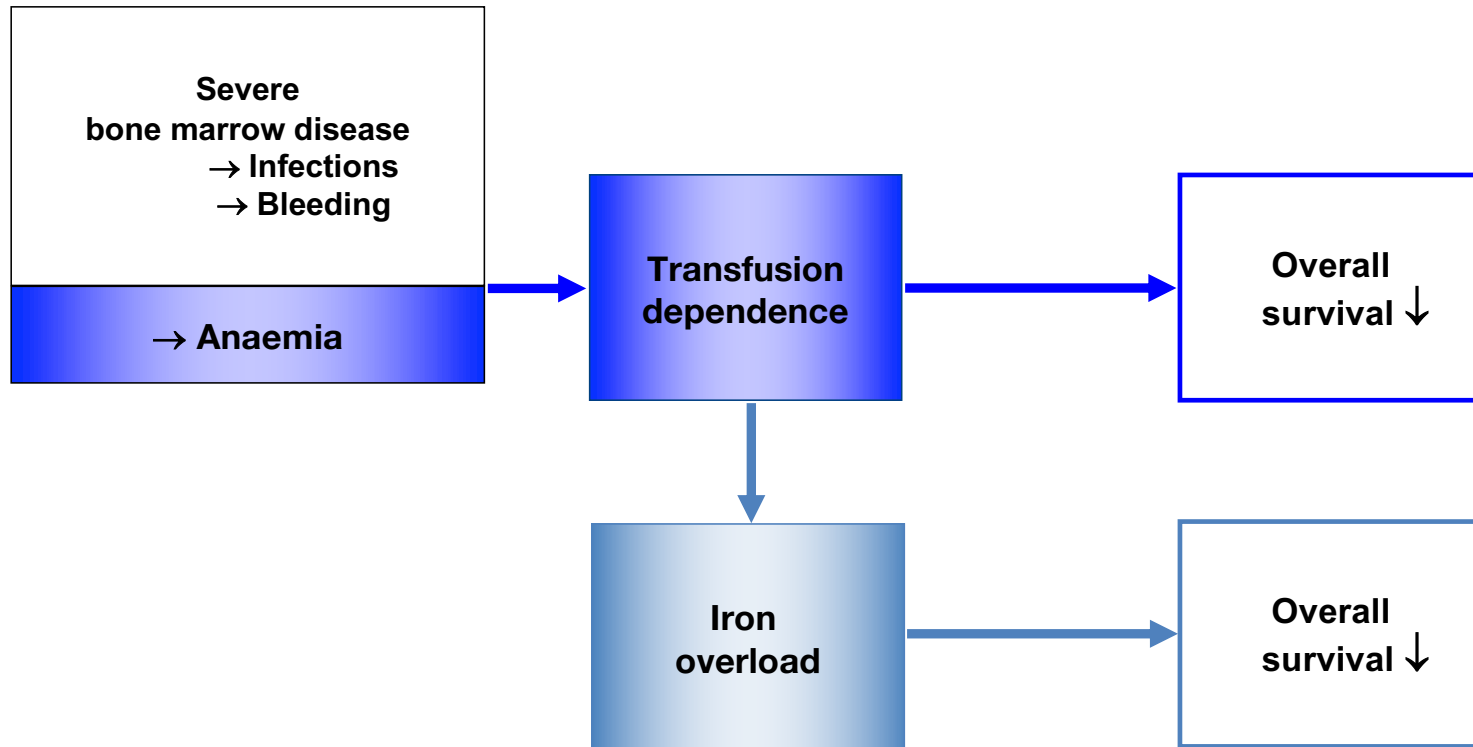 Severe
bone marrow disease
→ Infections
→ Bleeding
→ Anaemia
Transfusion
dependence
Overall
survival ↓
Iron
overload
Overall
survival ↓